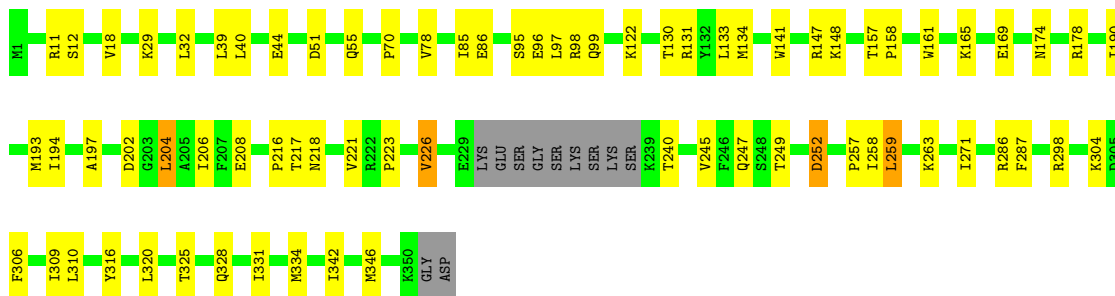 M1 R11 S12 V18 K29 L32 L39 L40 E44 D51 Q55 P70 V78 I85 E86 S95 E96 L97 R98 Q99 K122 T130 R131 Y132 L133 M134 W141 R147 K148 T157 P158 W161 K165 E169 N174 R178
M193 I194 A197 D202 G203 L204 A205 I206 F207 E208 P216 T217 N218 V221 R222 P223 V226 E229 LYS GLU SER GLY SER LYS SER LYS SER K239 T240 V245 F246 Q247 S248 T249 D252 P257 I258 L259 K263 I271 R286 F287 R298 K304
F306 I309 L310 Y316 L320 T325 Q328 I331 M334 I342 M346 K350 GLY ASP